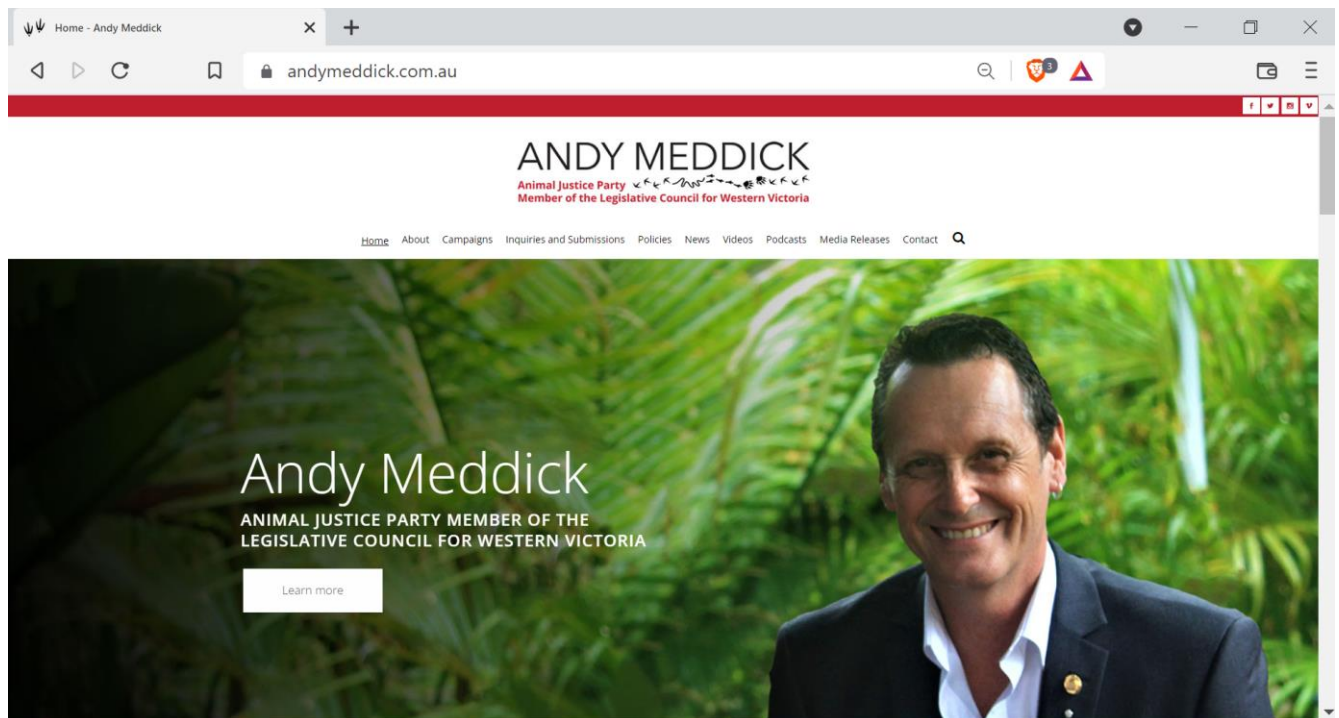 Home - Andy Meddick
andymeddick.com.au
3
ANDY MEDDICK
Animal Justice Party
Member of the Legislative Council for Western Victoria
Home About Campaigns Inquiries and Submissions Policies News Videos Podcasts Media Releases Contact
Andy Meddick
ANIMAL JUSTICE PARTY MEMBER OF THE
LEGISLATIVE COUNCIL FOR WESTERN VICTORIA
Learn more